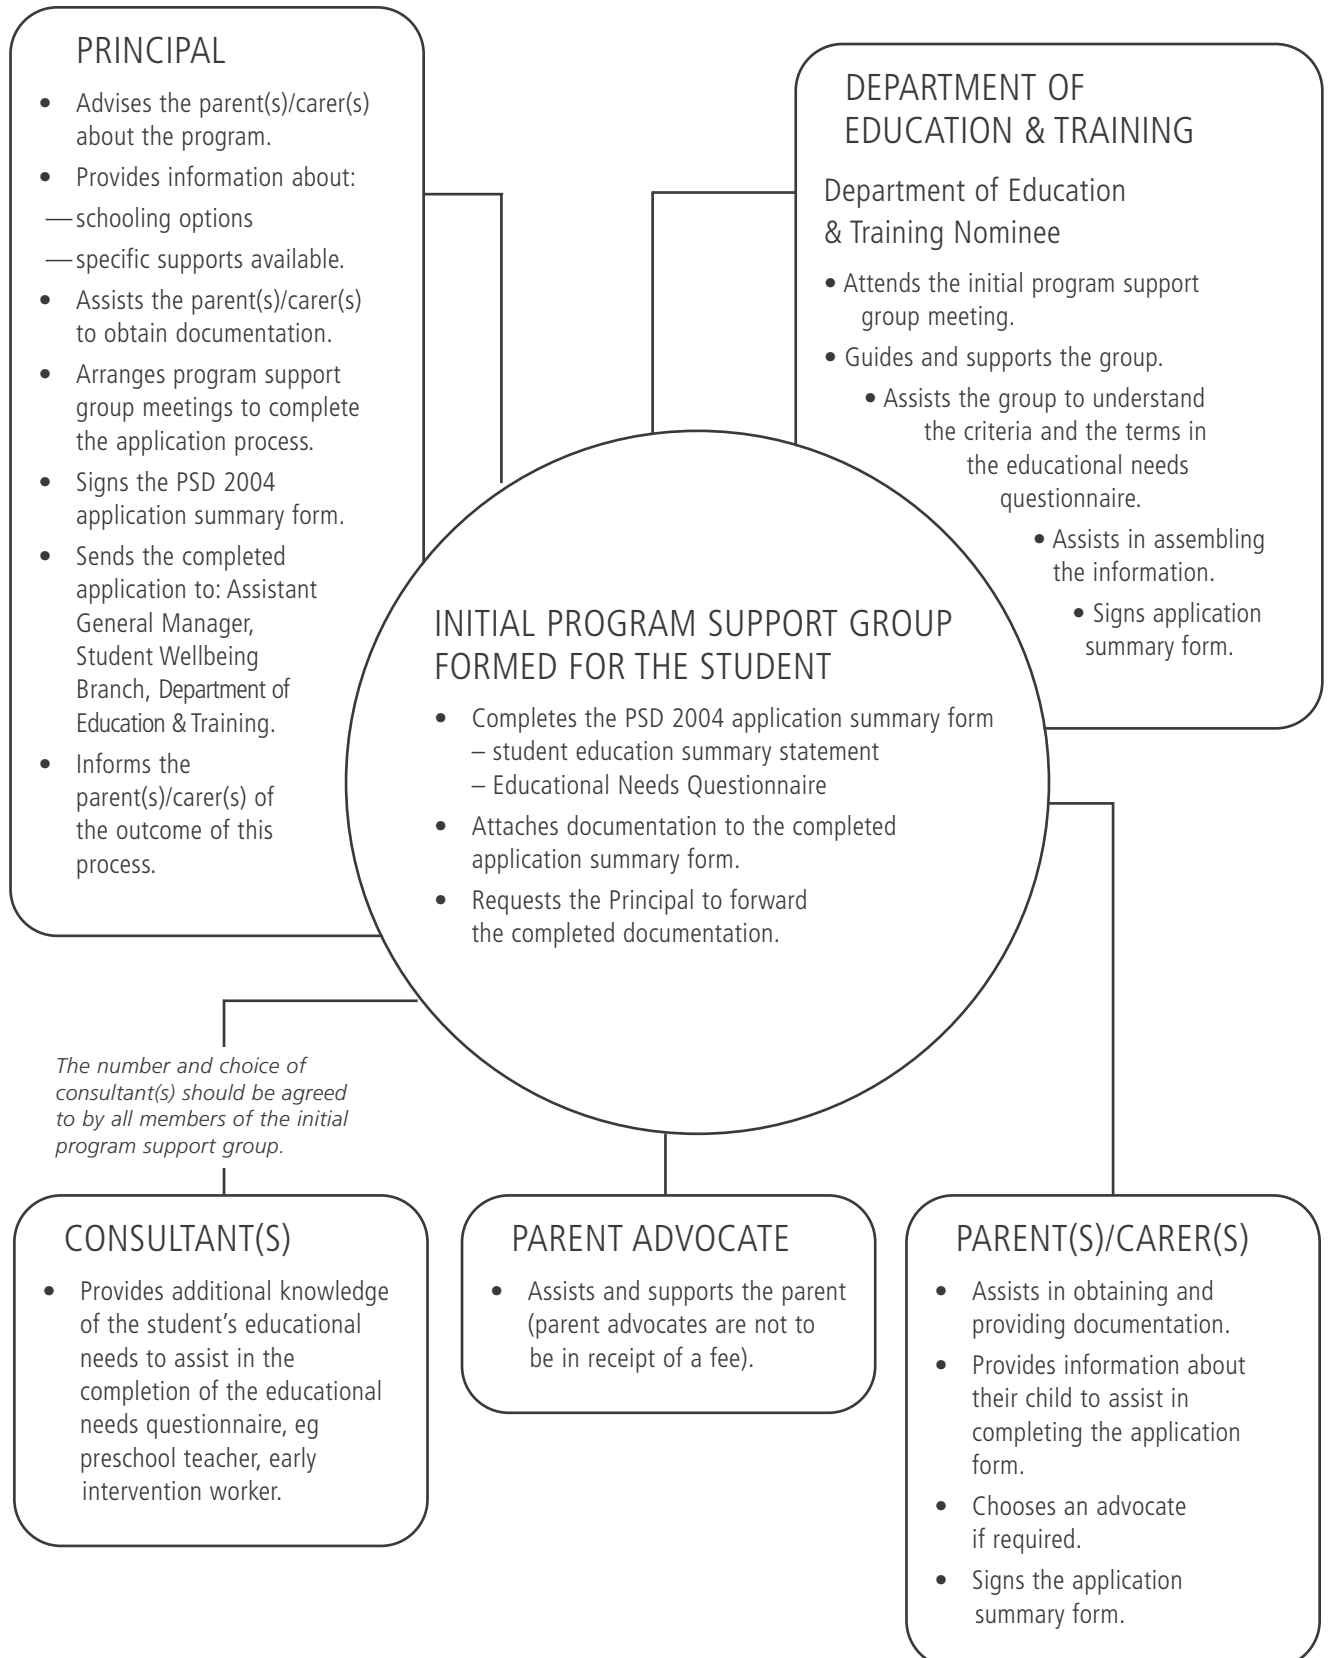 PRINCIPAL
• Advises the parent(s)/carer(s)
about the program.
• Provides information about:
— schooling options
— specific supports available.
• Assists the parent(s)/carer(s)
to obtain documentation.
• Arranges program support
group meetings to complete
the application process.
• Signs the PSD 2004
application summary form.
• Sends the completed
application to: Assistant
General Manager,
Student Wellbeing
Branch, Department of
Education & Training.
• Informs the
parent(s)/carer(s) of
the outcome of this
process.
DEPARTMENT OF
EDUCATION & TRAINING
Department of Education
& Training Nominee
• Attends the initial program support
group meeting.
• Guides and supports the group.
• Assists the group to understand
the criteria and the terms in
the educational needs
questionnaire.
• Assists in assembling
the information.
• Signs application
summary form.
INITIAL PROGRAM SUPPORT GROUP
FORMED FOR THE STUDENT
• Completes the PSD 2004 application summary form
– student education summary statement
– Educational Needs Questionnaire
• Attaches documentation to the completed
application summary form.
• Requests the Principal to forward
the completed documentation.
The number and choice of
consultant(s) should be agreed
to by all members of the initial
program support group.
CONSULTANT(S)
• Provides additional knowledge
of the student’s educational
needs to assist in the
completion of the educational
needs questionnaire, eg
preschool teacher, early
intervention worker.
PARENT ADVOCATE
• Assists and supports the parent
(parent advocates are not to
be in receipt of a fee).
PARENT(S)/CARER(S)
• Assists in obtaining and
providing documentation.
• Provides information about
their child to assist in
completing the application
form.
• Chooses an advocate
if required.
• Signs the application
summary form.